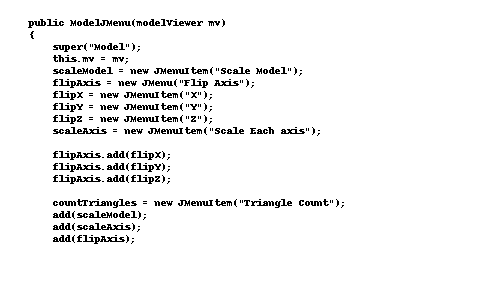 public ModelJMenu(modelViewer mv)
{
super("Model");
this.mv = mv;
scaleModel = new JMenuItem("Scale Model");
flipAxis = new JMenu("Flip Axis");
flipX = new JMenuItem("X");
flipY = new JMenuItem("Y");
flipZ = new JMenuItem("Z");
scaleAxis = new JMenuItem("Scale Each axis");
flipAxis.add(flipX);
flipAxis.add(flipY);
flipAxis.add(flipZ);
countTriangles = new JMenuItem("Triangle Count");
add(scaleModel);
add(scaleAxis);
add(flipAxis);